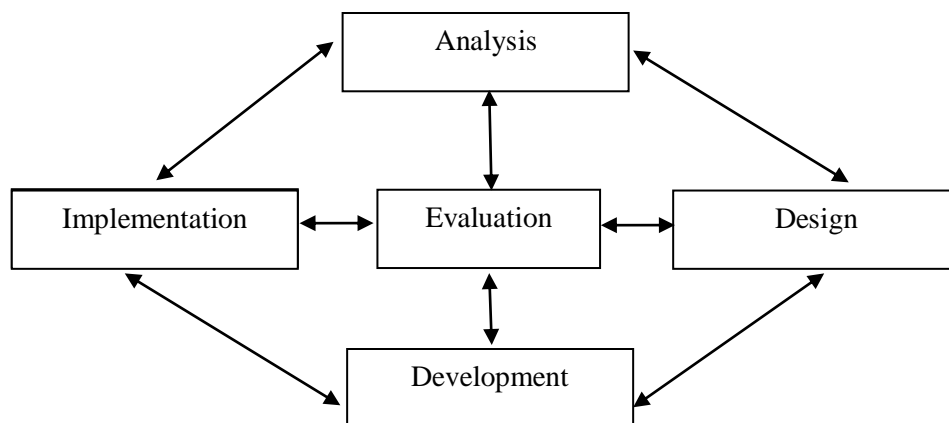 Analysis
Implementation
Evaluation
Design
Development